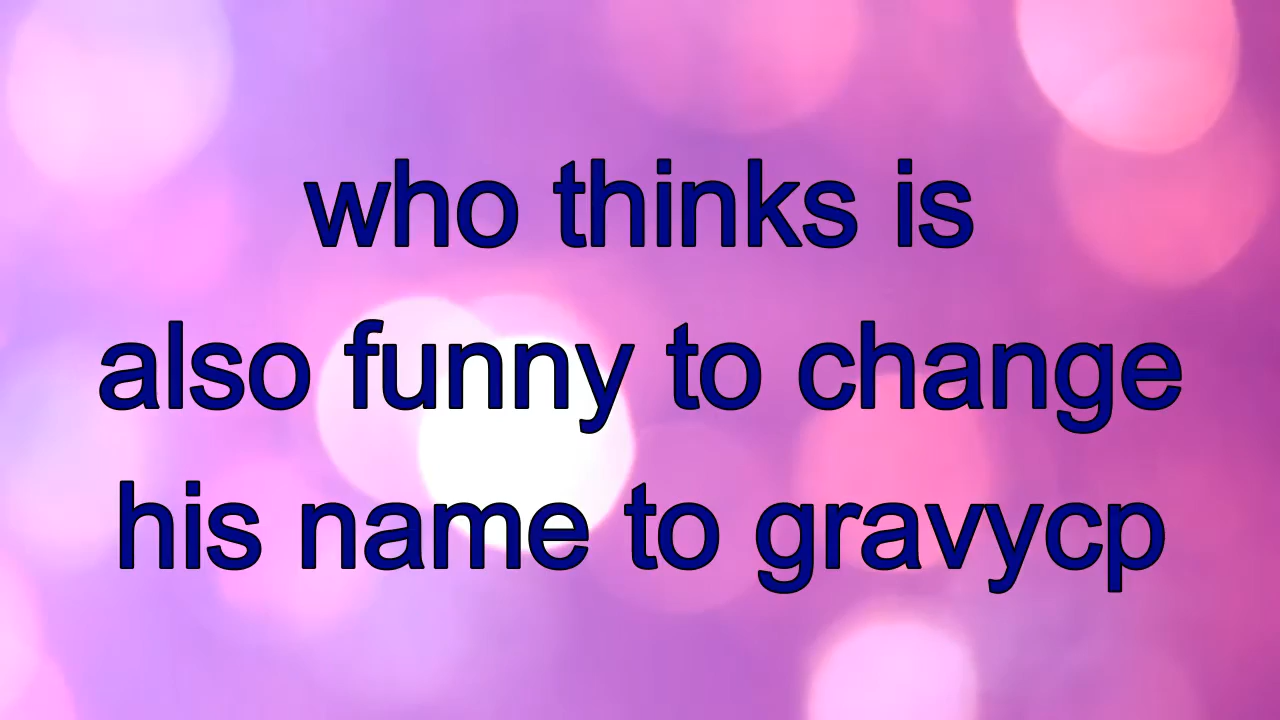 who thinks is
also funny to change
his name to gravycp